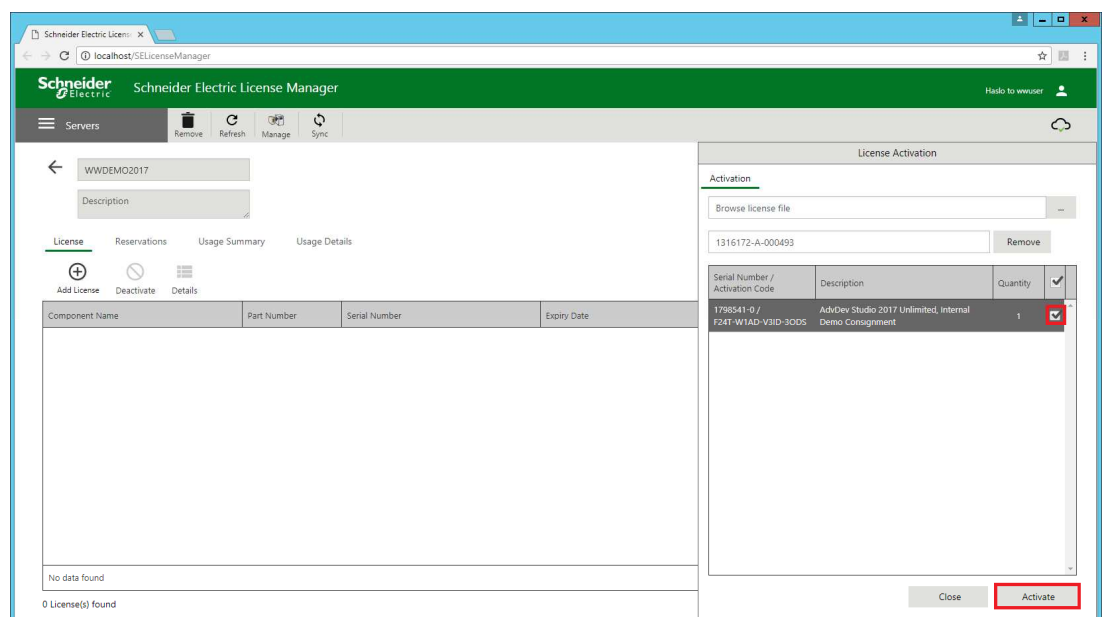 Schneider Electric Licens
localhost/SELicenseManager
Schneider Electric
Schneider Electric License Manager
Haslo to wwuser
Servers
Remove
Refresh
Manage
Sync
License Activation
WWDEMO2017
Activation
Description
Browse license file
...
License
Reservations
Usage Summary
Usage Details
1316172-A-000493
Remove
Add License
Deactivate
Details
Serial Number /
Activation Code
Description
Quantity
Component Name
Part Number
Serial Number
Expiry Date
1798541-0 /
F24T-W1AD-V3ID-3ODS
AdvDev Studio 2017 Unlimited, Internal
Demo Consignment
1
No data found
0 License(s) found
Close
Activate